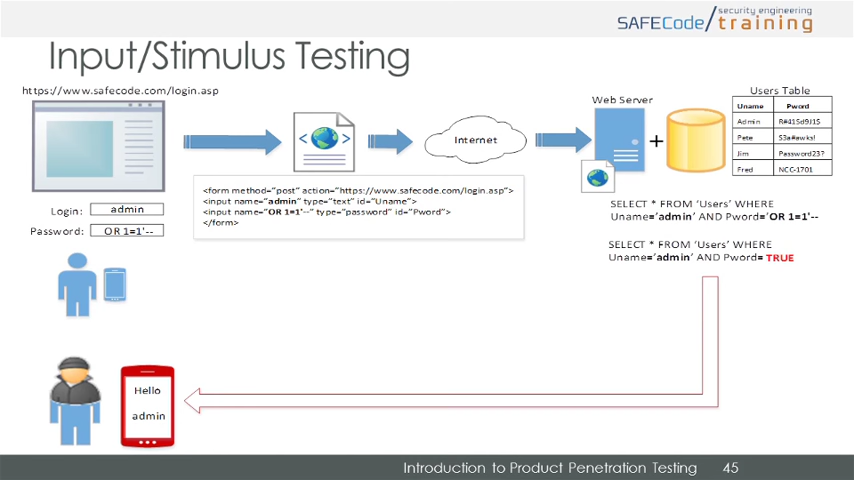 security engineering
SAFECode/training
Input/Stimulus Testing
https://www.safecode.com/login.asp
Login: admin
Password: OR 1=1'--
Internet
Web Server
Users Table
Uname Pword
Admin R#415d9J15
Pete S3a#awks!
Jim Password23?
Fred NCC-1701
<form method="post" action="https://www.safecode.com/login.asp">
<input name="admin" type="text" id="Uname">
<input name="OR 1=1'--" type="password" id="Pword">
</form>
SELECT * FROM 'Users' WHERE
Uname='admin' AND Pword='OR 1=1'--
SELECT * FROM 'Users' WHERE
Uname='admin' AND Pword= TRUE
Hello
admin
Introduction to Product Penetration Testing 45